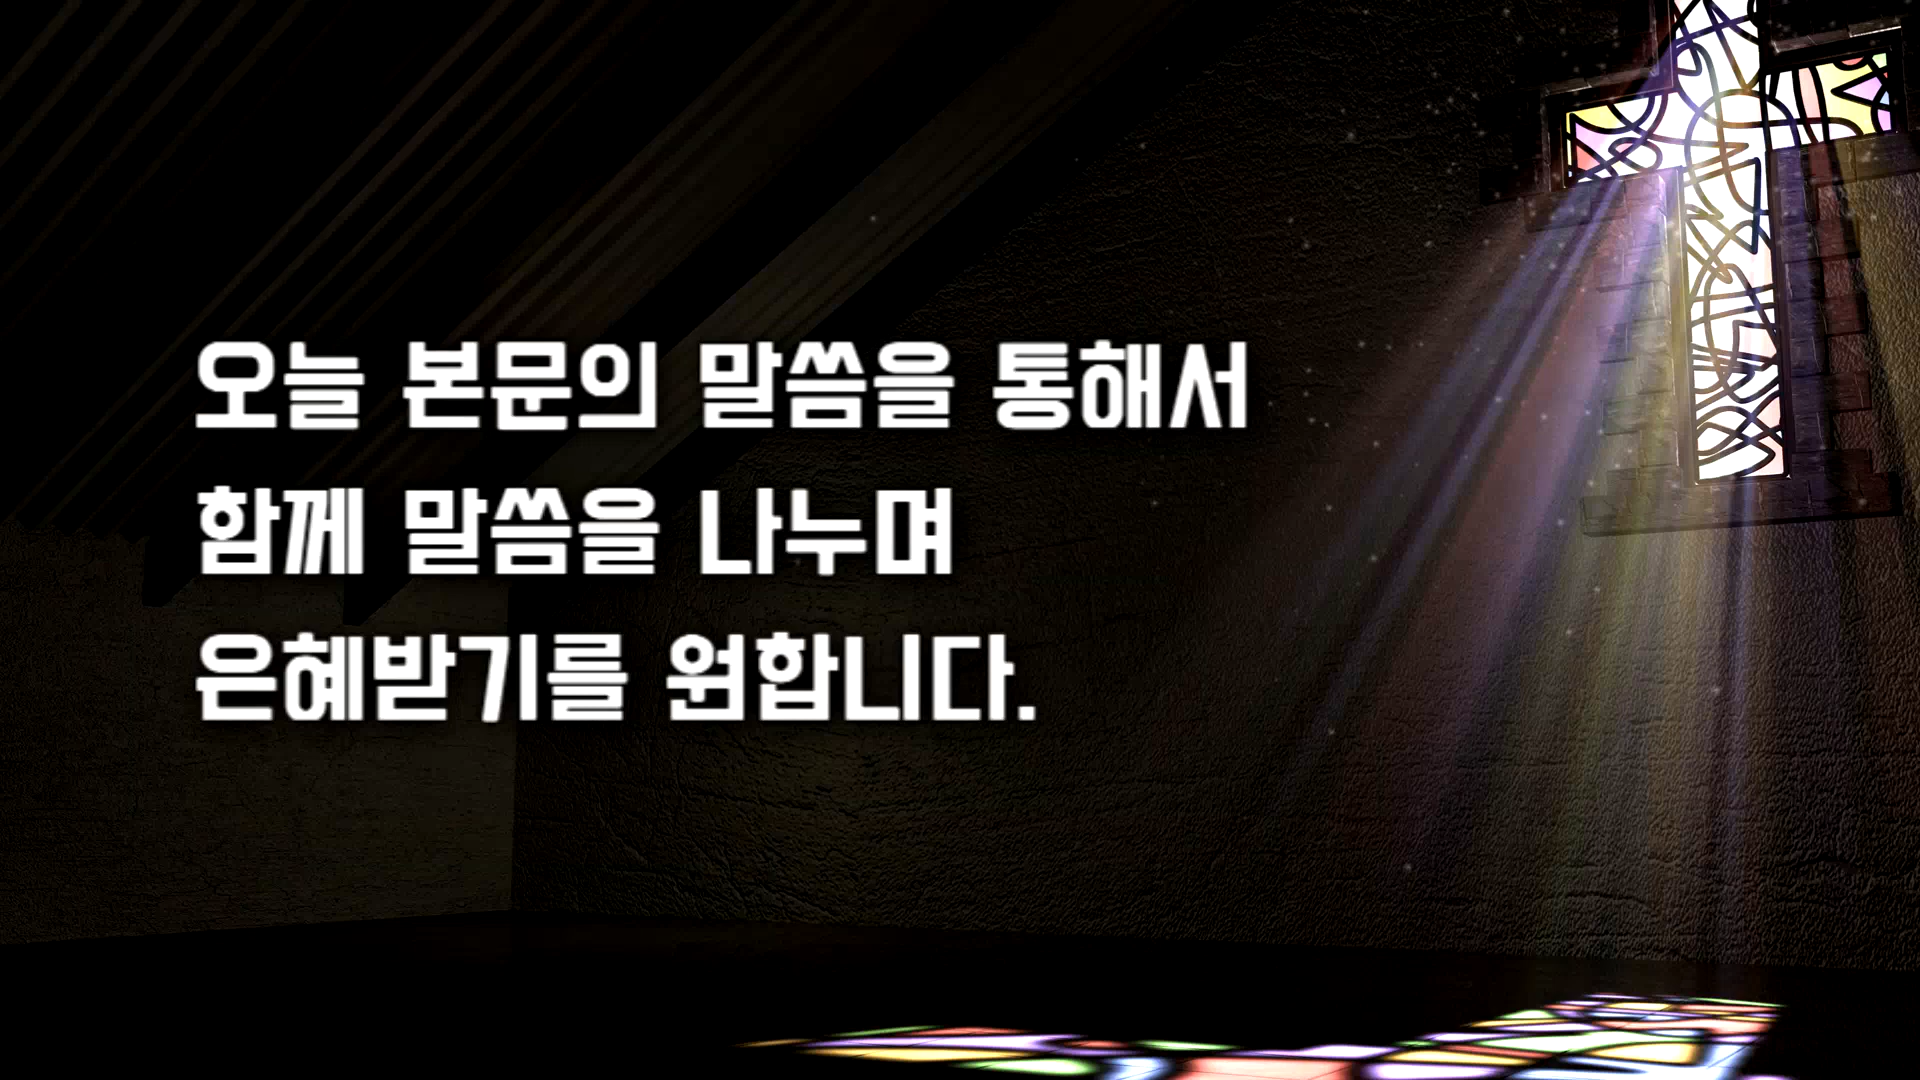 오늘 본문의 말씀을 통해서
함께 말씀을 나누며
은혜받기를 원합니다.